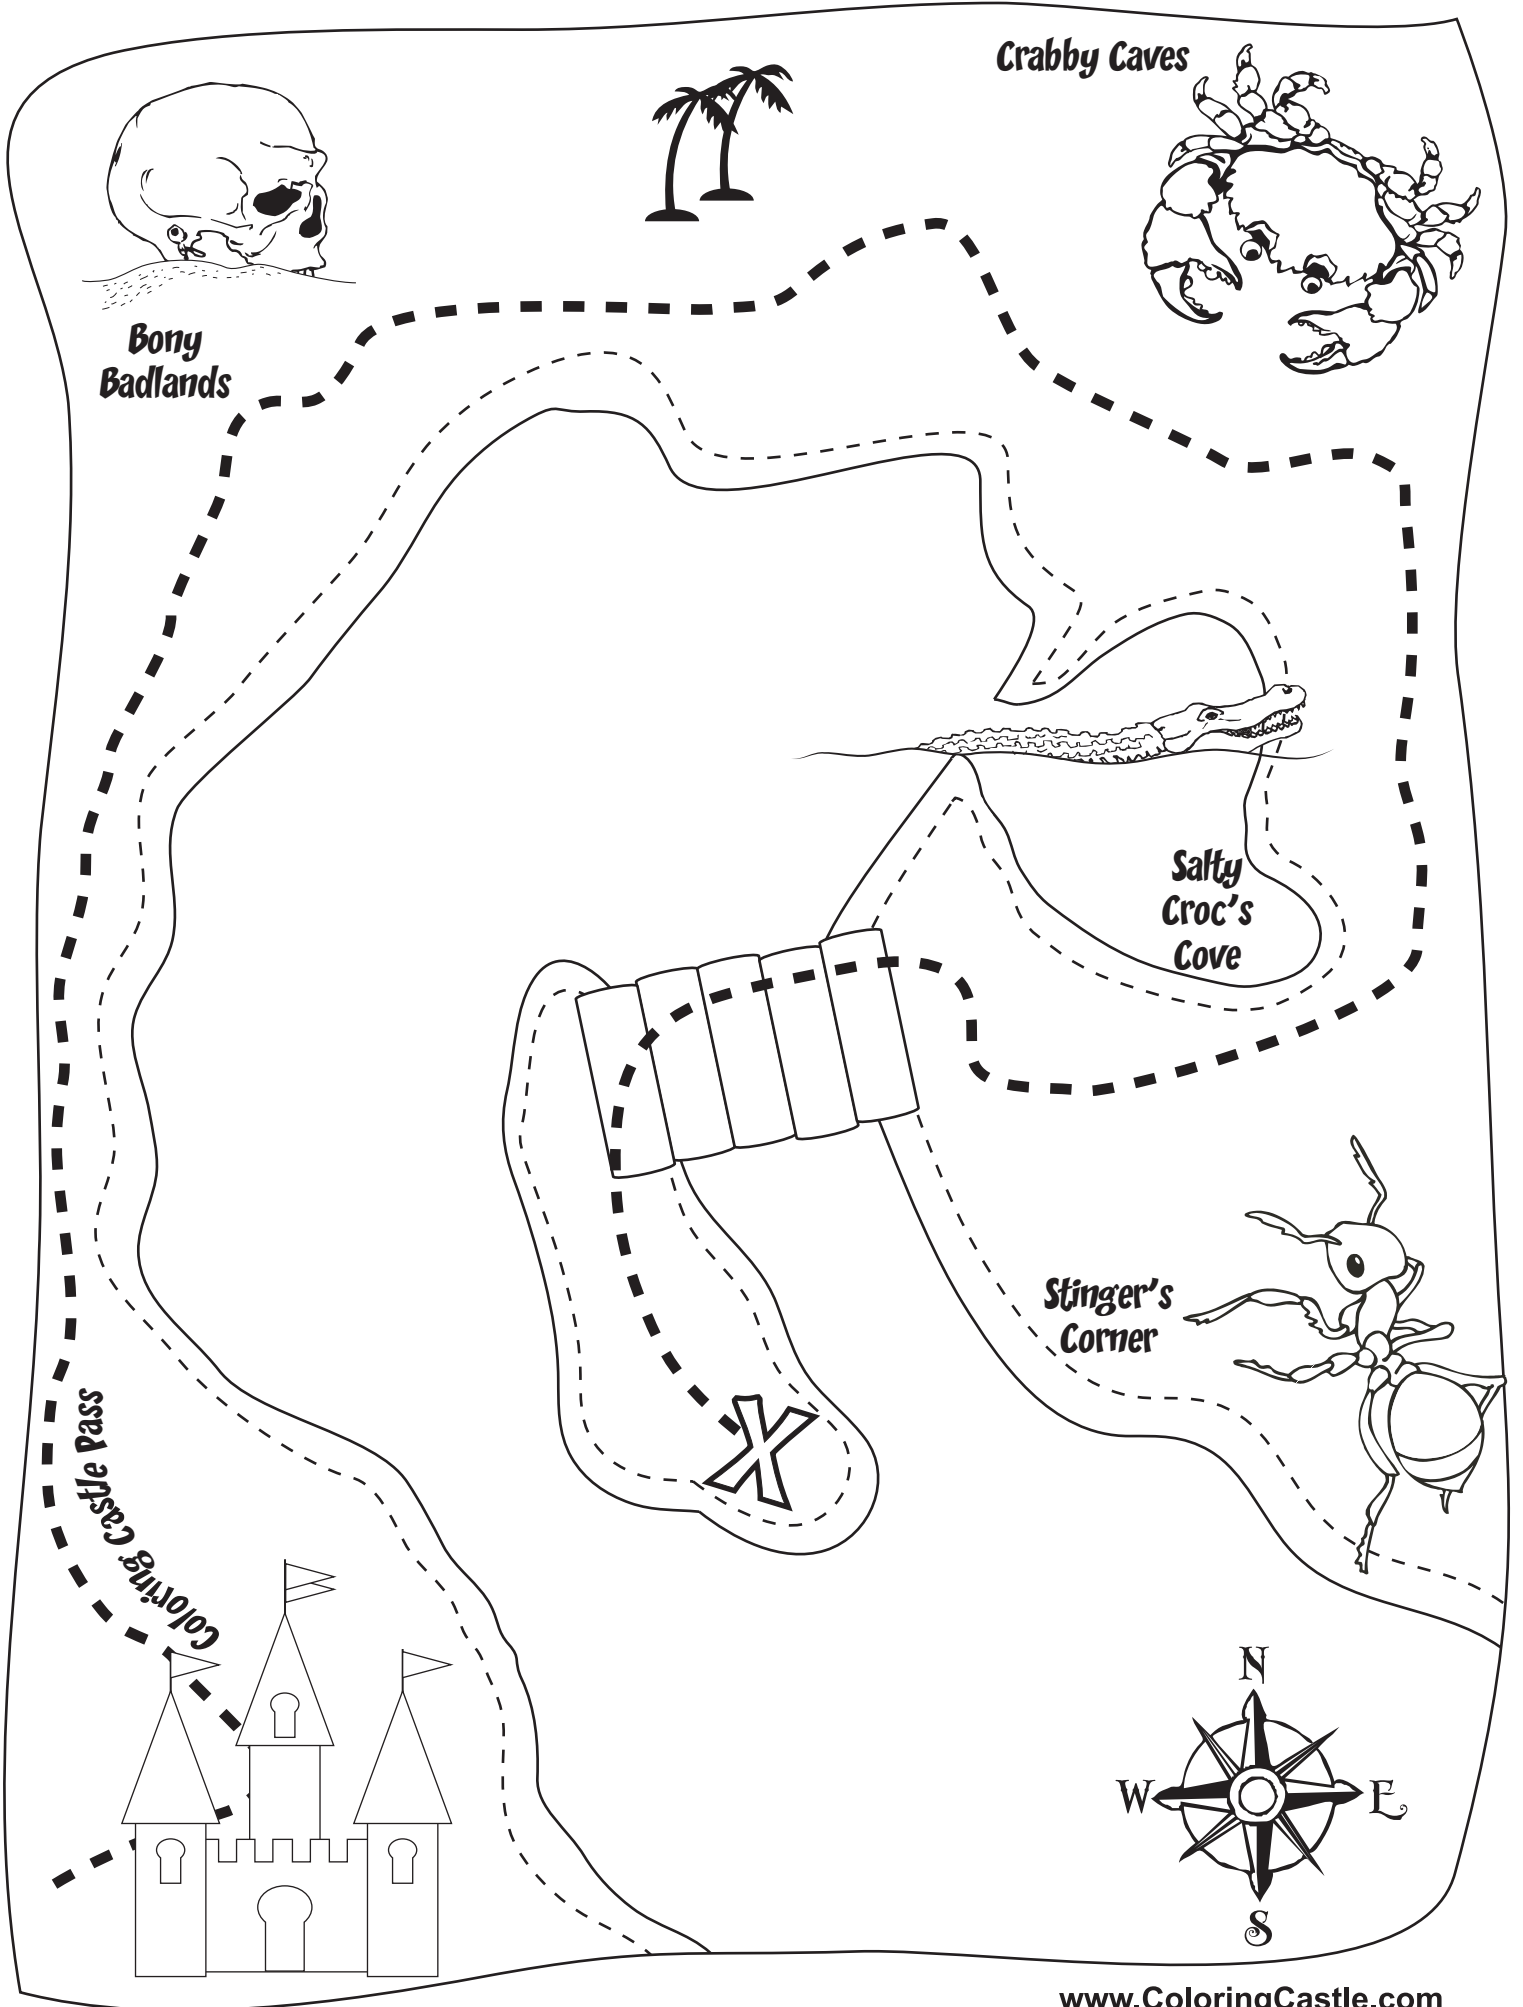 Crabby Caves
Bony
Badlands
Salty
Croc's
Cove
Stinger's
Corner
Coloring Castle Pass
X
N
W
E
S
www.ColoringCastle.com